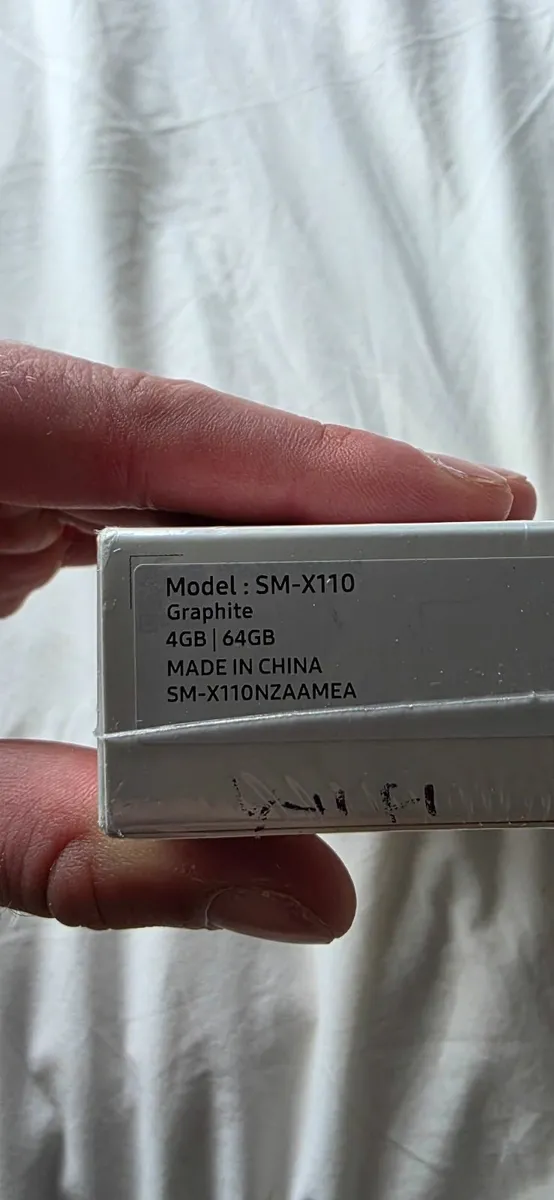 Model : SM-X110
Graphite
4GB | 64GB
MADE IN CHINA
SM-X110NZAAMEA